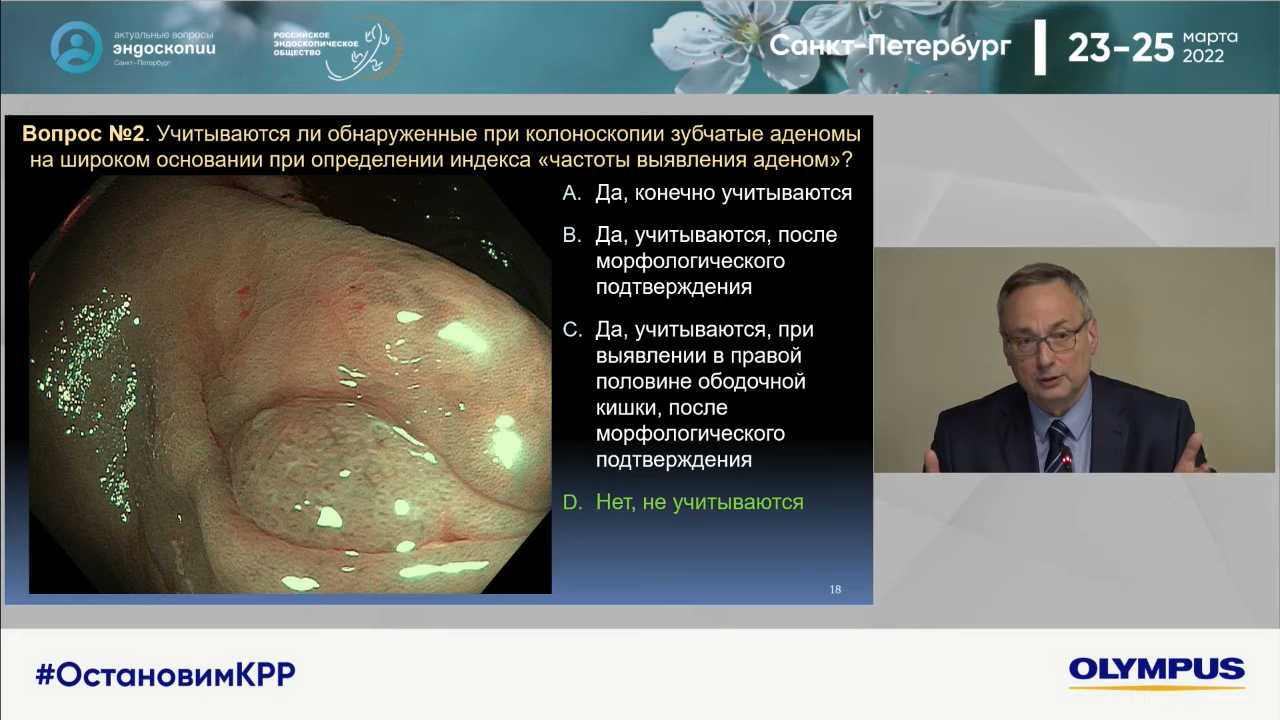 актуальные вопросы
эндоскопии
Санкт–Петербург
РОССИЙСКОЕ
ЭНДОСКОПИЧЕСКОЕ
ОБЩЕСТВО
Санкт-Петербург
23-25 марта
2022
Вопрос №2. Учитываются ли обнаруженные при колоноскопии зубчатые аденомы
на широком основании при определении индекса «частоты выявления аденом»?
A. Да, конечно учитываются
B. Да, учитываются, после
морфологического
подтверждения
C. Да, учитываются, при
выявлении в правой
половине ободочной
кишки, после
морфологического
подтверждения
D. Нет, не учитываются
18
#ОстановимКРР
OLYMPUS